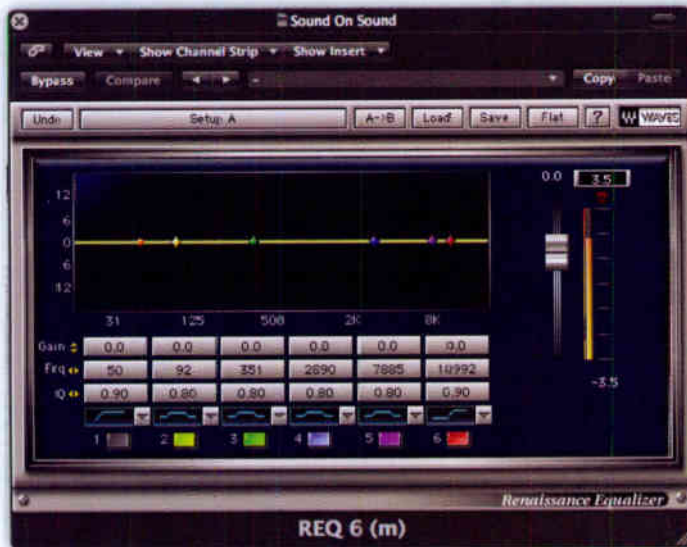 Sound On Sound
View Show Channel Strip Show Insert
Bypass Compare - Copy Paste
Undo Setup A A->B Load Save Flat ? W WAVES
0.0 3.5
12
6
0
6
12
31 125 500 2K 8K
Gain 0.0 0.0 0.0 0.0 0.0 0.0
Frq 50 92 351 2890 7885 10992
Q 0.90 0.80 0.80 0.80 0.80 0.90
-3.5
1 2 3 4 5 6
Renaissance Equalizer
REQ 6 (m)